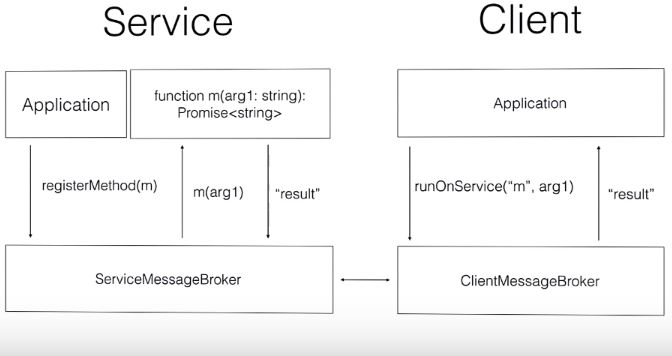 Service
Client
Application
function m(arg1: string):
Promise<string>
Application
registerMethod(m)
m(arg1)
“result”
runOnService(“m”, arg1)
“result”
ServiceMessageBroker
ClientMessageBroker